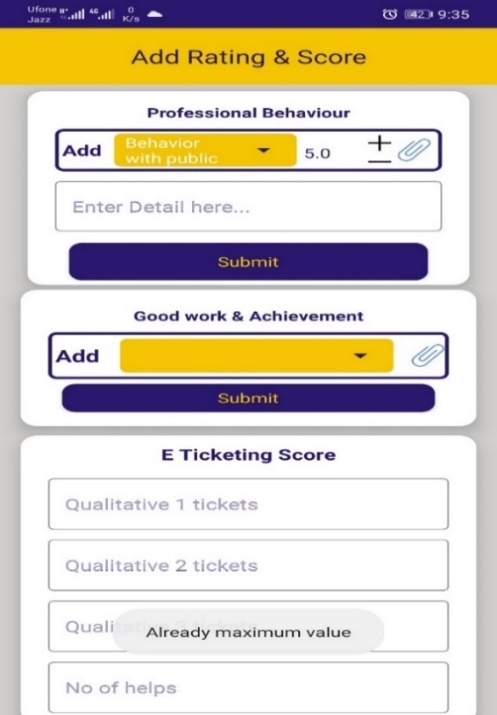 Ufone H+ 4G 0
Jazz K/s 42 9:35
Add Rating & Score
Professional Behaviour
Add Behavior with public 5.0
Enter Detail here...
Submit
Good work & Achievement
Add
Submit
E Ticketing Score
Qualitative 1 tickets
Qualitative 2 tickets
Quali
Already maximum value
No of helps